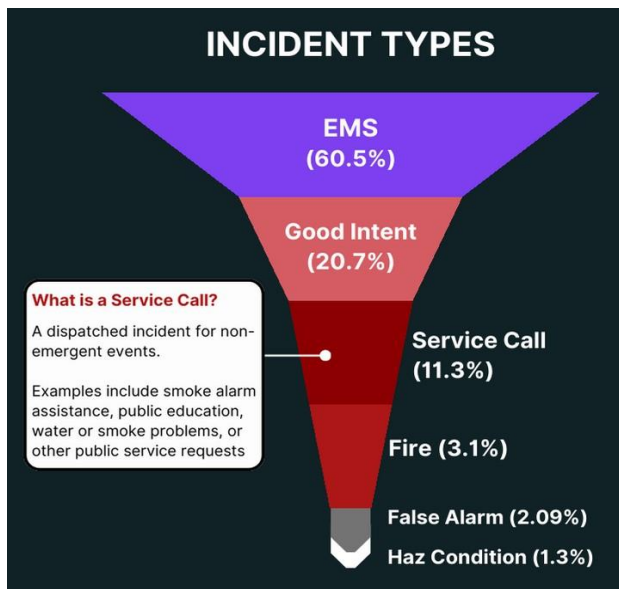 INCIDENT TYPES
EMS
(60.5%)
Good Intent
(20.7%)
What is a Service Call?
A dispatched incident for non-
emergent events.
Examples include smoke alarm
assistance, public education,
water or smoke problems, or
other public service requests
Service Call
(11.3%)
Fire (3.1%)
False Alarm (2.09%)
Haz Condition (1.3%)